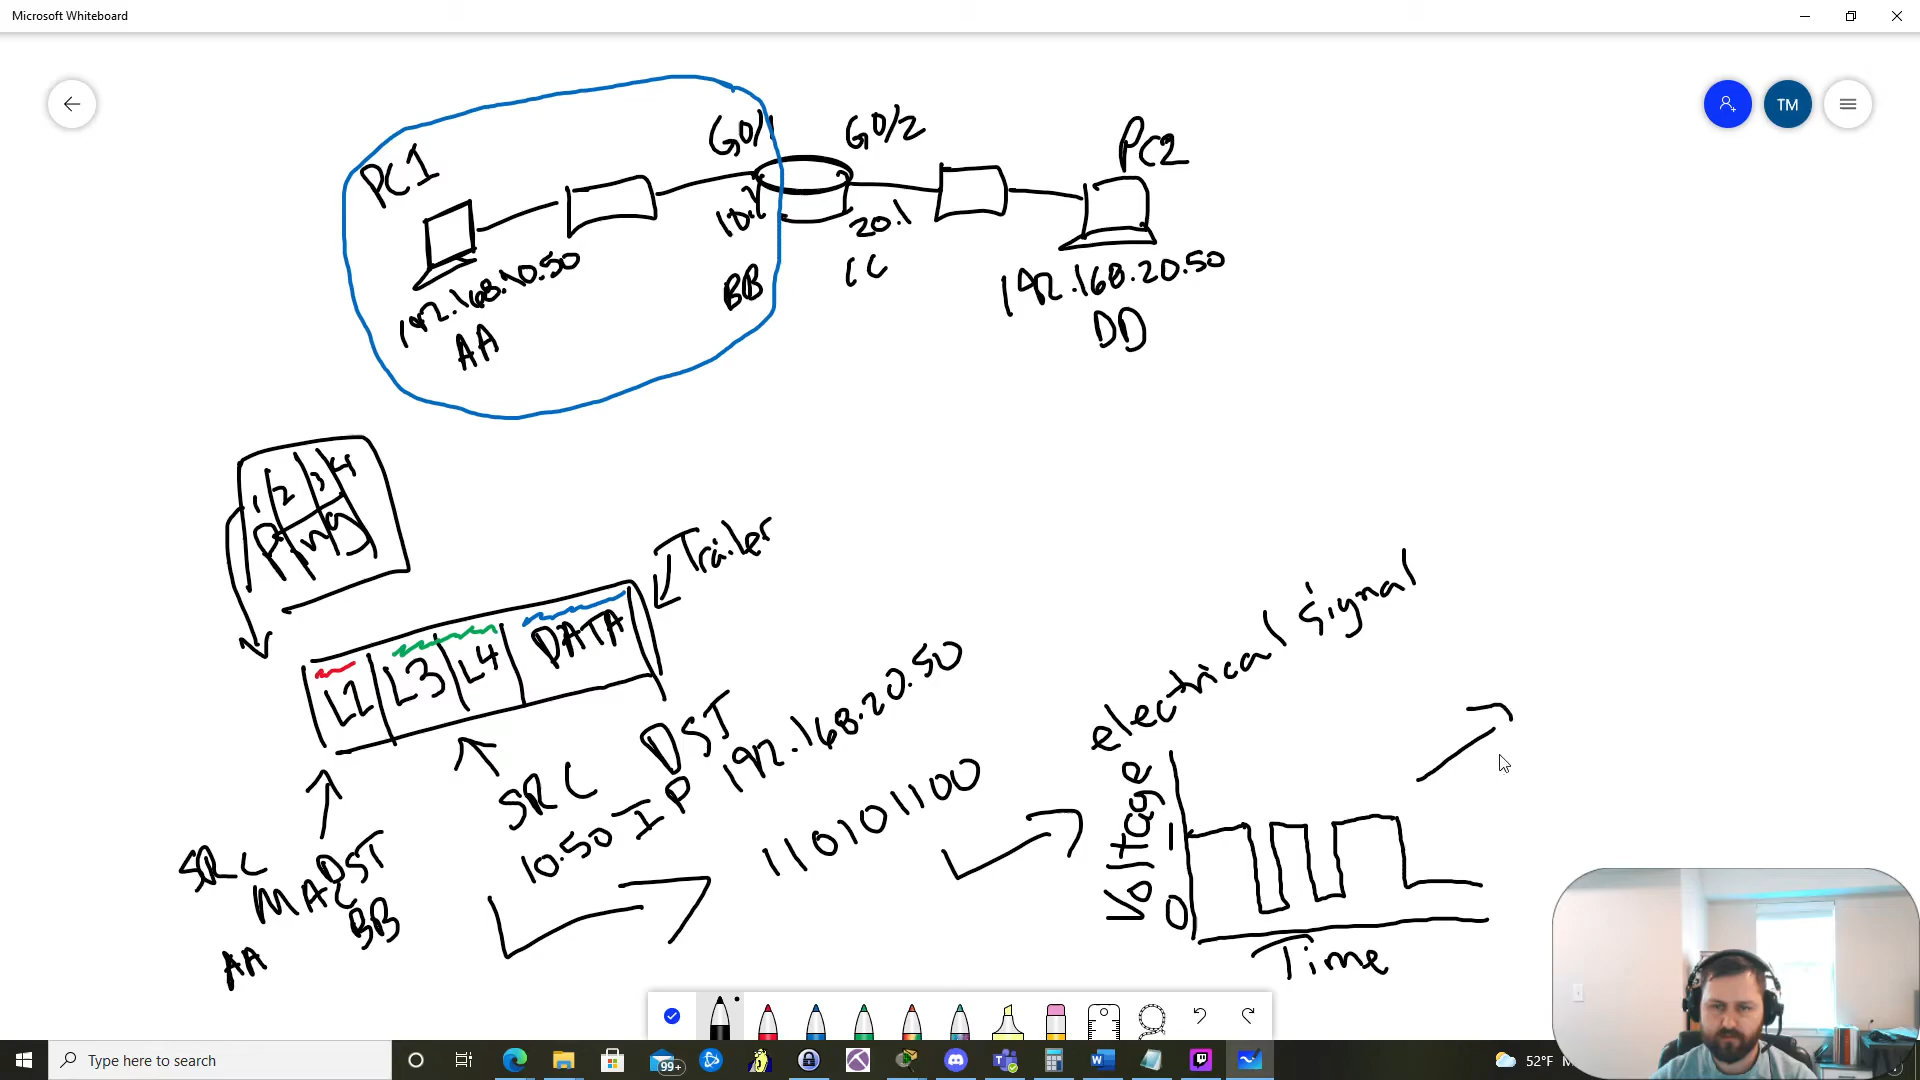 Microsoft Whiteboard
TM
PC1
G0/1
G0/2
PC2
20.1
192.168.10.50
AA
BB
CC
192.168.20.50
DD
1 2 3 4
Ping
Trailer
L2 L3 L4 DATA
SRC DST
10.50 IP 192.168.20.50
SRC DST
MAC
AA BB
110101100
electrical signal
Voltage
1
0
Time
Type here to search
99+
52°F